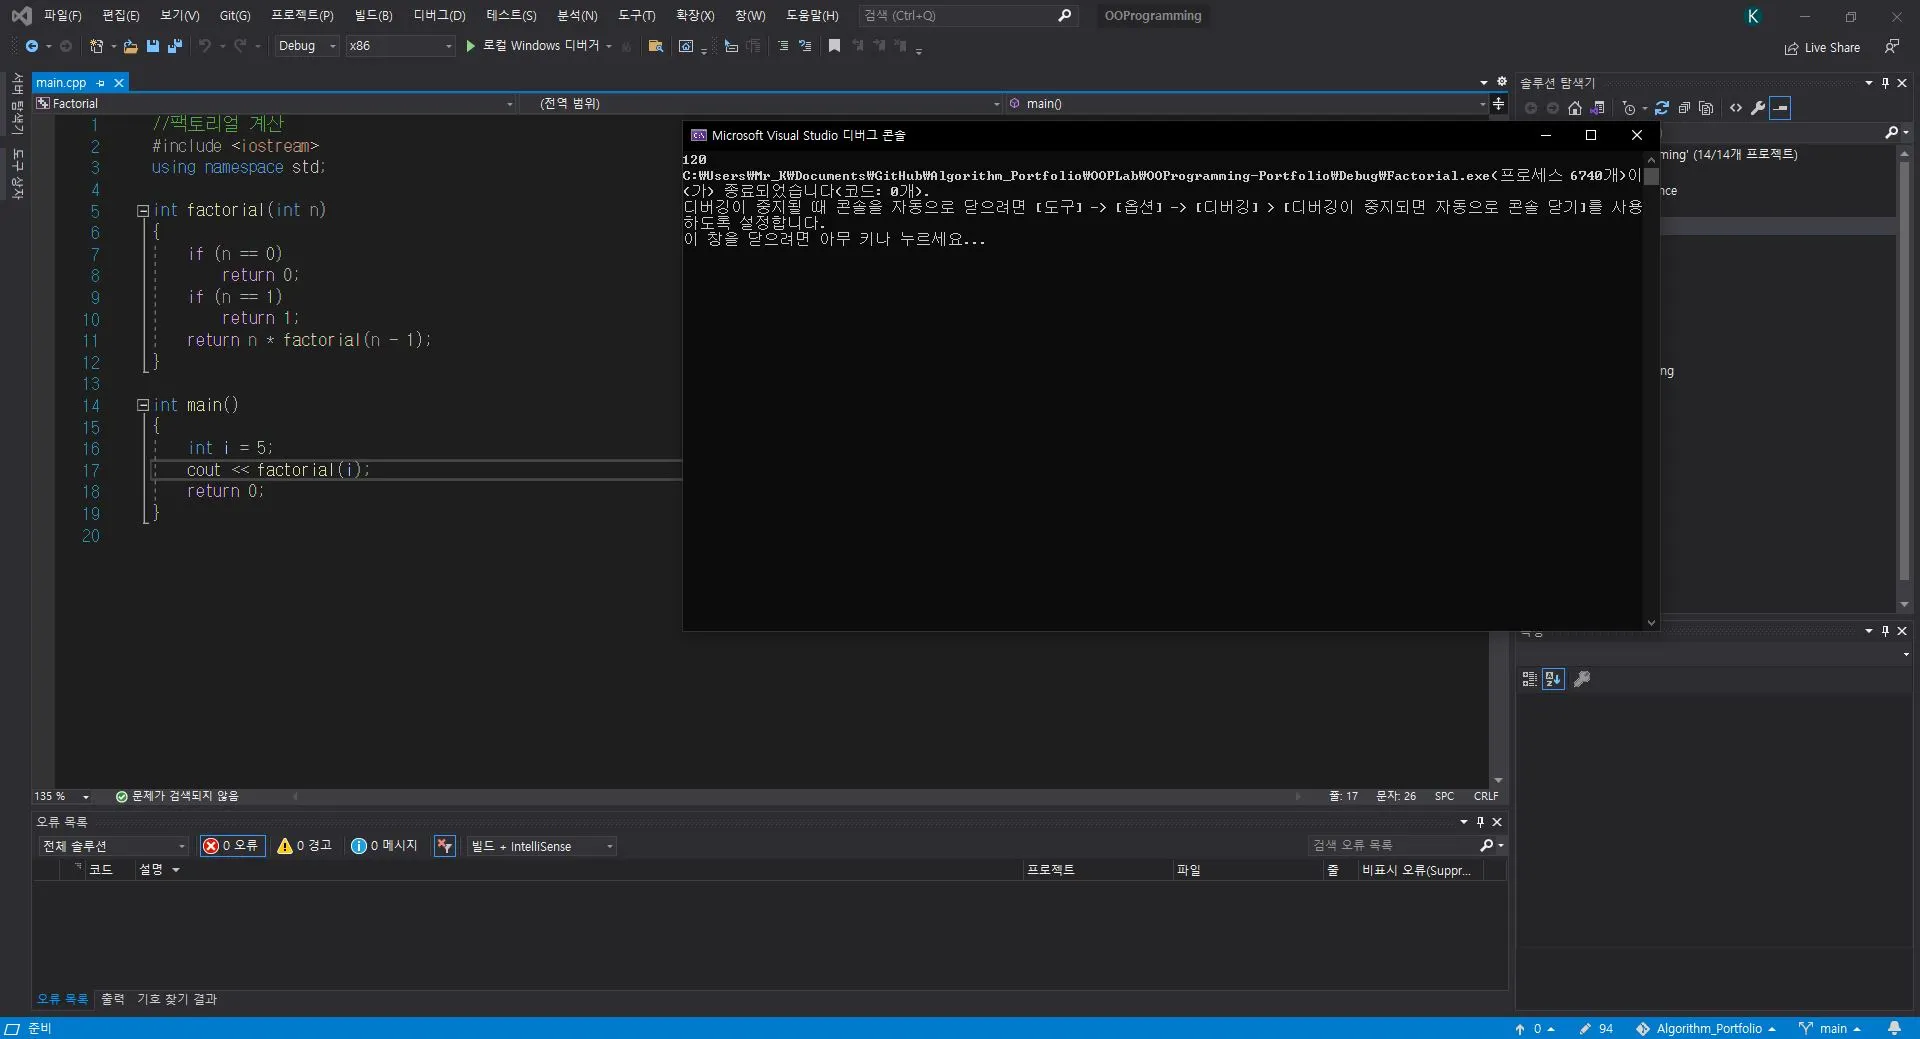 파일(F) 편집(E) 보기(V) Git(G) 프로젝트(P) 빌드(B) 디버그(D) 테스트(S) 분석(N) 도구(T) 확장(X) 창(W) 도움말(H) 검색 (Ctrl+Q) OOProgramming K
Debug x86 로컬 Windows 디버거 Live Share
서버 탐색기
도구 상자
main.cpp
Factorial (전역 범위) main()
1 //팩토리얼 계산
2 #include <iostream>
3 using namespace std;
4
5 int factorial(int n)
6 {
7 if (n == 0)
8 return 0;
9 if (n == 1)
10 return 1;
11 return n * factorial(n - 1);
12 }
13
14 int main()
15 {
16 int i = 5;
17 cout << factorial(i);
18 return 0;
19 }
20
Microsoft Visual Studio 디버그 콘솔
120
C:₩Users₩Mr_K₩Documents₩GitHub₩Algorithm_Portfolio₩OOPLab₩OOProgramming-Portfolio₩Debug₩Factorial.exe(프로세스 6740개)이
(가) 종료되었습니다(코드: 0개).
디버깅이 중지될 때 콘솔을 자동으로 닫으려면 [도구] -> [옵션] -> [디버깅] > [디버깅이 중지되면 자동으로 콘솔 닫기]를 사용
하도록 설정합니다.
이 창을 닫으려면 아무 키나 누르세요...
솔루션 탐색기
ming' (14/14개 프로젝트)
nce
ng
135 % 문제가 검색되지 않음 줄: 17 문자: 26 SPC CRLF
오류 목록
전체 솔루션 0 오류 0 경고 0 메시지 빌드 + IntelliSense 검색 오류 목록
코드 설명 프로젝트 파일 줄 비표시 오류(Suppr...
오류 목록 출력 기호 찾기 결과
준비 0 94 Algorithm_Portfolio main